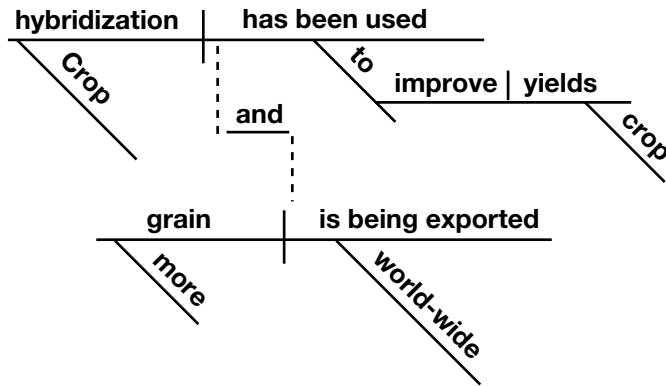 hybridization has been used
Crop
to
improve yields
crop
and
grain is being exported
more
world-wide